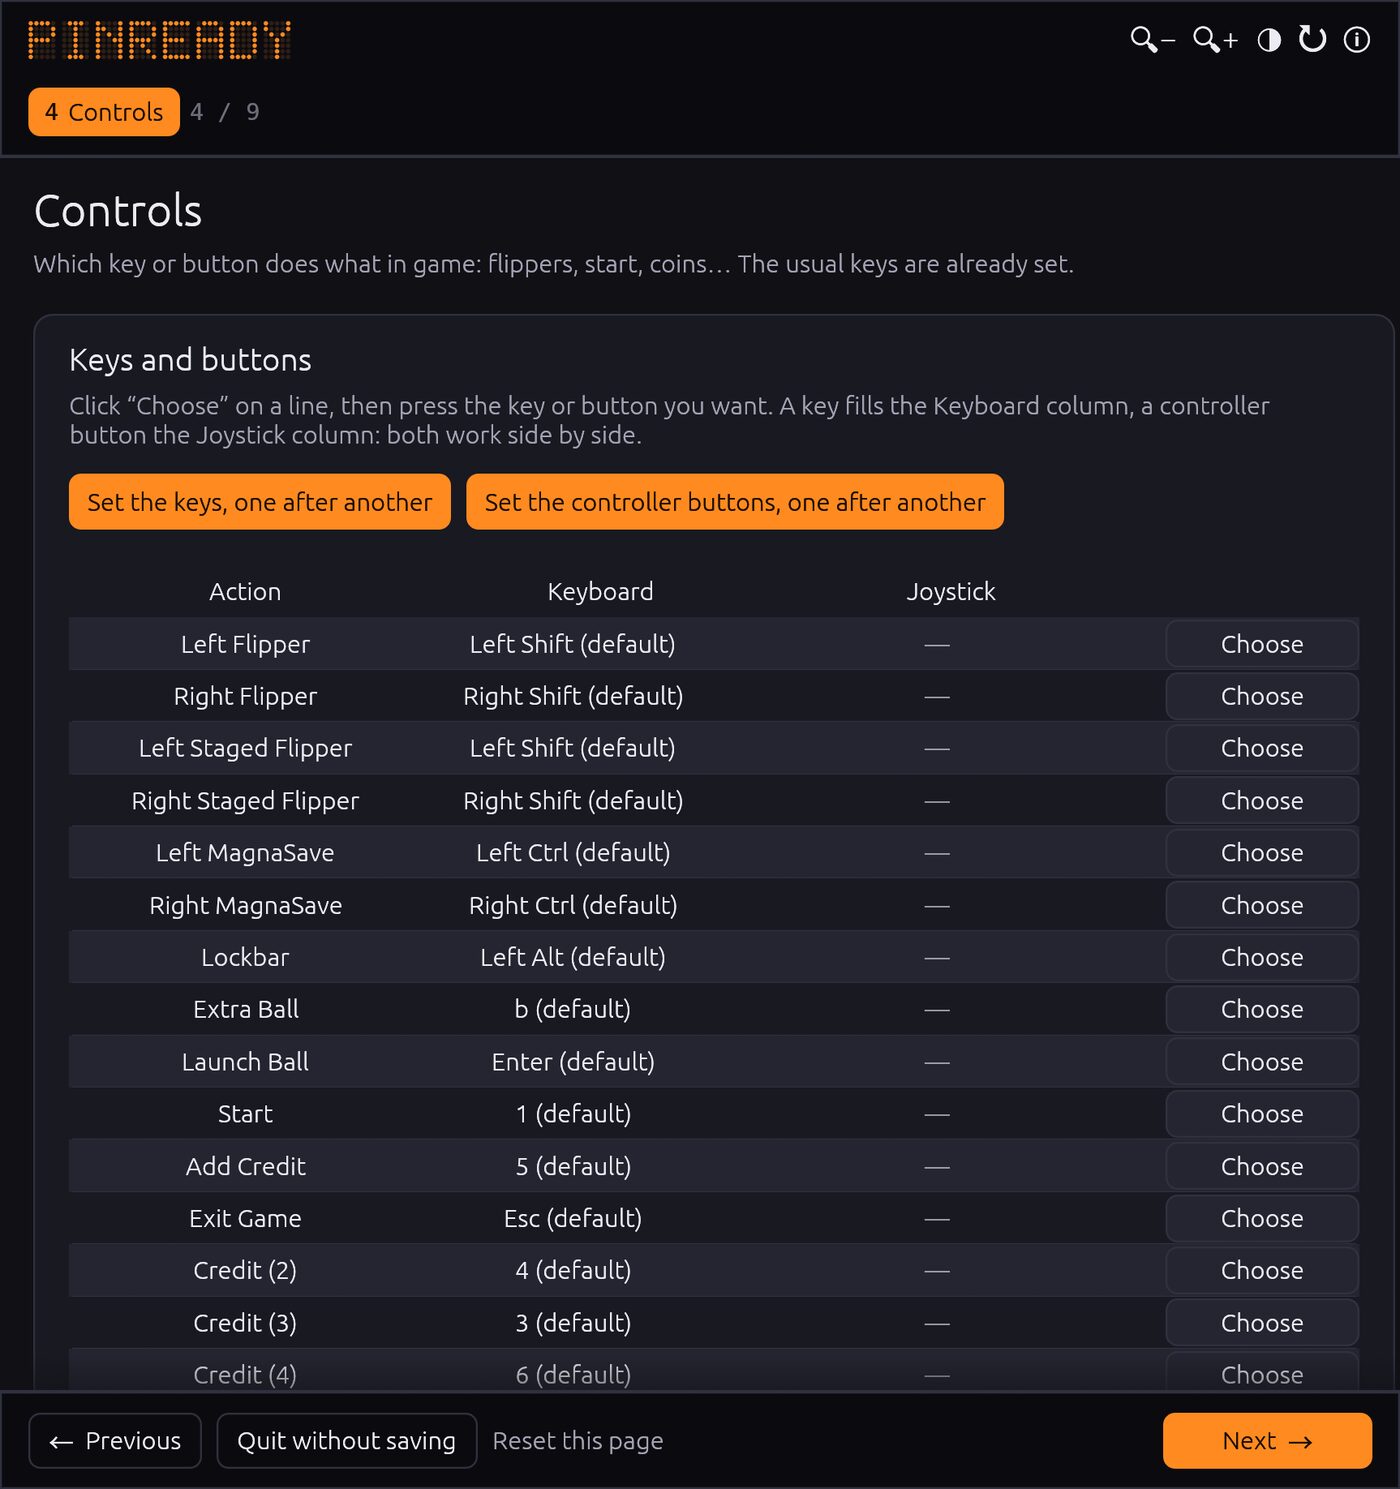 PINREADY
4 Controls 4 / 9
Controls
Which key or button does what in game: flippers, start, coins… The usual keys are already set.
Keys and buttons
Click “Choose” on a line, then press the key or button you want. A key fills the Keyboard column, a controller
button the Joystick column: both work side by side.
Set the keys, one after another Set the controller buttons, one after another
Action Keyboard Joystick
Left Flipper Left Shift (default) — Choose
Right Flipper Right Shift (default) — Choose
Left Staged Flipper Left Shift (default) — Choose
Right Staged Flipper Right Shift (default) — Choose
Left MagnaSave Left Ctrl (default) — Choose
Right MagnaSave Right Ctrl (default) — Choose
Lockbar Left Alt (default) — Choose
Extra Ball b (default) — Choose
Launch Ball Enter (default) — Choose
Start 1 (default) — Choose
Add Credit 5 (default) — Choose
Exit Game Esc (default) — Choose
Credit (2) 4 (default) — Choose
Credit (3) 3 (default) — Choose
Credit (4) 6 (default) — Choose
← Previous Quit without saving Reset this page Next →